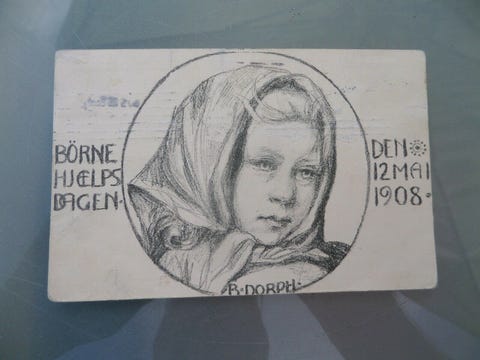 BÖRNE
HJÆLPS
DAGEN.
DEN
12 MAI
1908.
B. DORPH.